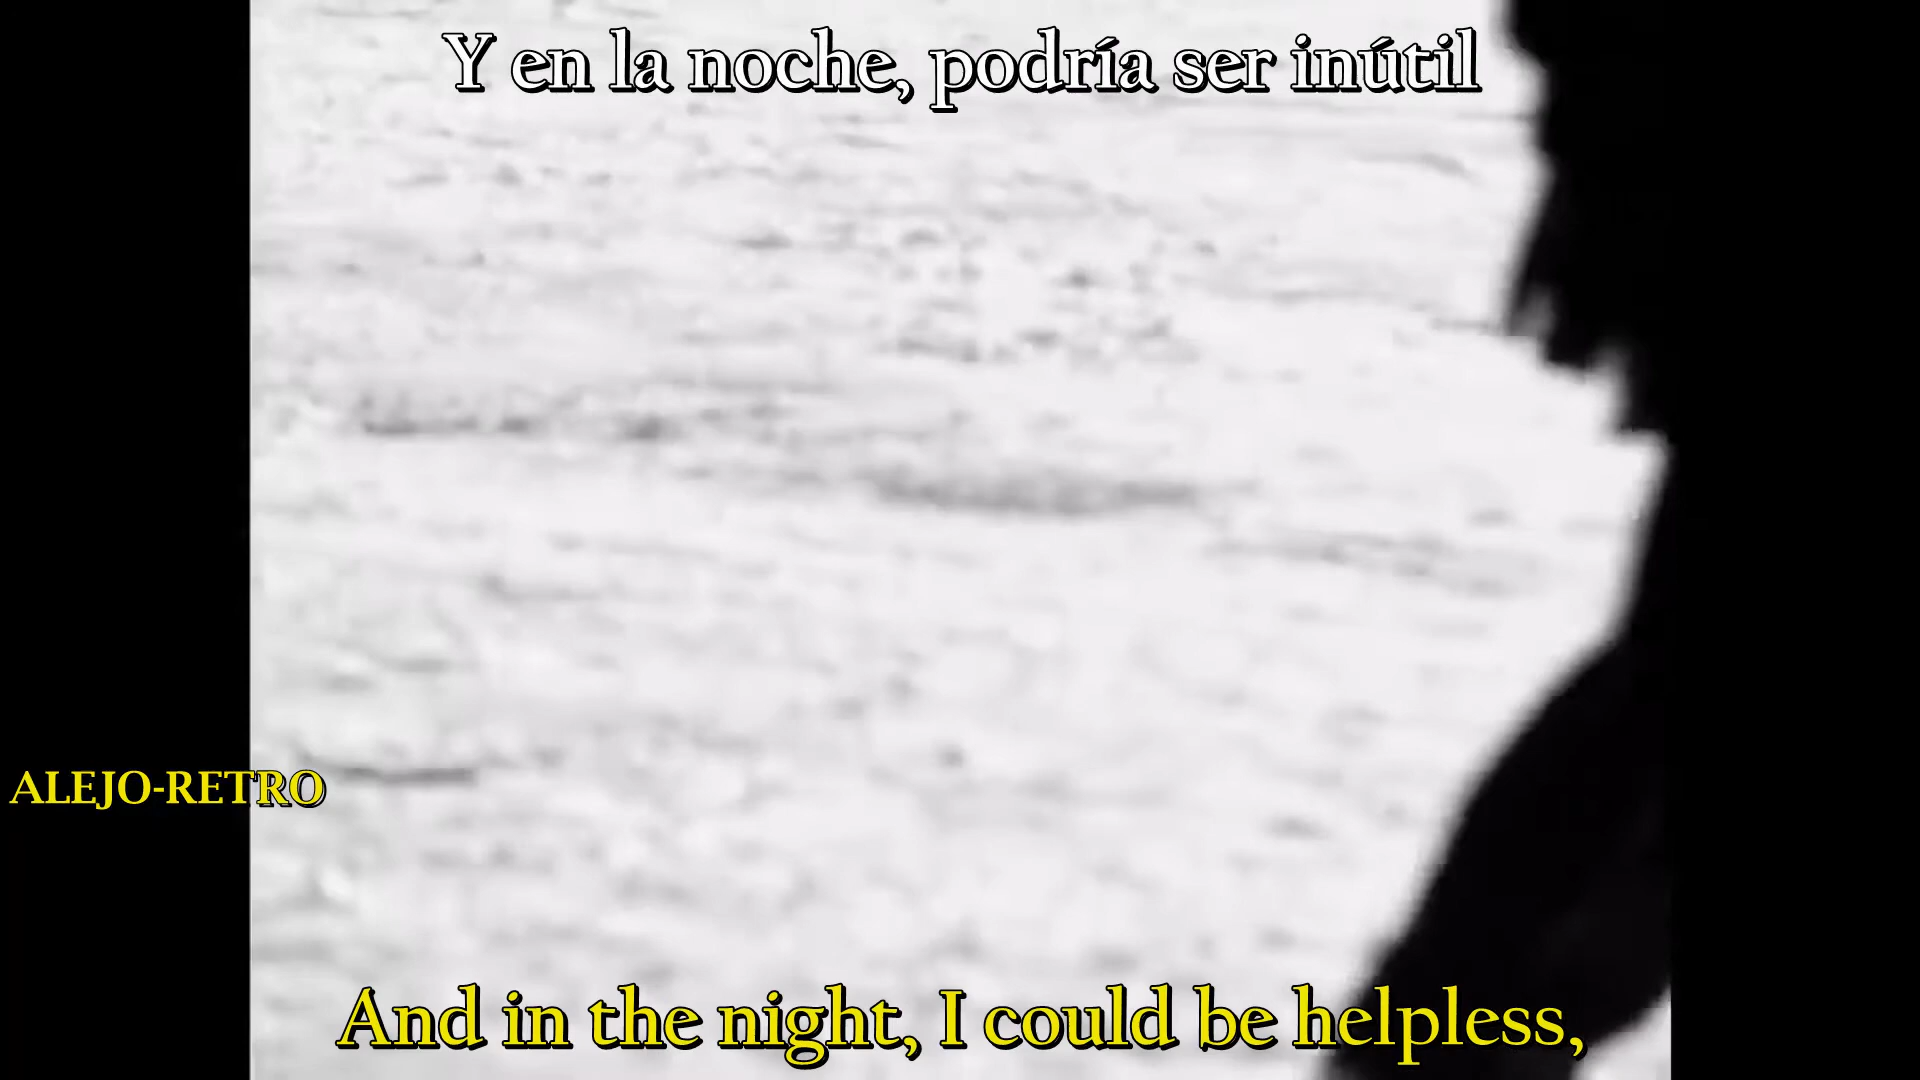 Y en la noche, podría ser inútil
ALEJO-RETRO
And in the night, I could be helpless,